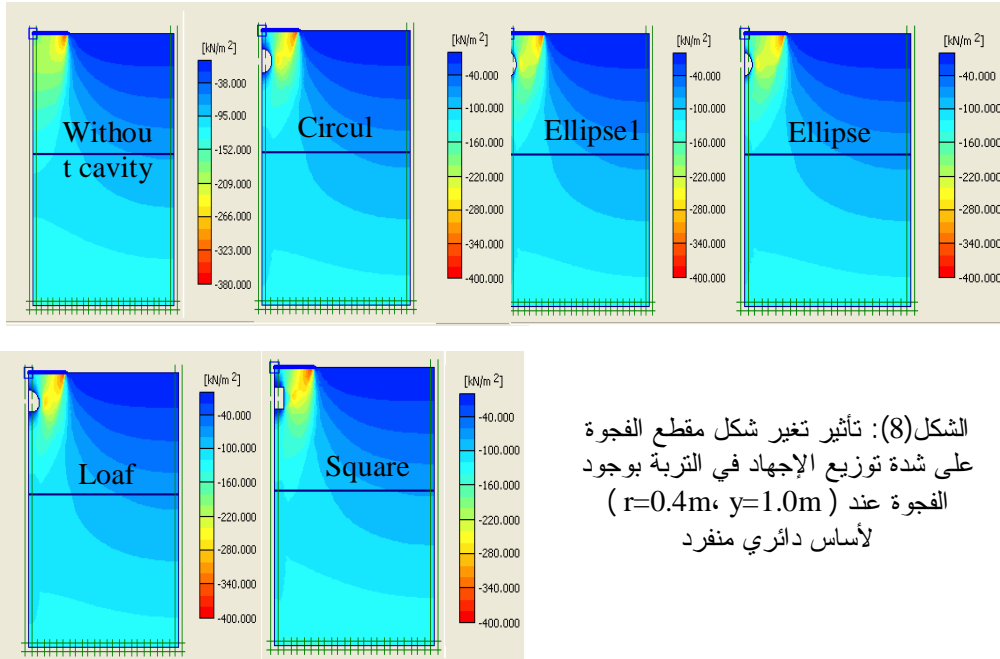 [kN/m ²]
-38.000
-95.000
-152.000
-209.000
-266.000
-323.000
-380.000
Withou
t cavity
[kN/m ²]
-40.000
-100.000
-160.000
-220.000
-280.000
-340.000
-400.000
Circul
[kN/m ²]
-40.000
-100.000
-160.000
-220.000
-280.000
-340.000
-400.000
Ellipse1
[kN/m ²]
-40.000
-100.000
-160.000
-220.000
-280.000
-340.000
-400.000
Ellipse
[kN/m ²]
-40.000
-100.000
-160.000
-220.000
-280.000
-340.000
-400.000
Loaf
[kN/m ²]
-40.000
-100.000
-160.000
-220.000
-280.000
-340.000
-400.000
Square
الشكل(8): تأثير تغير شكل مقطع الفجوة
على شدة توزيع الإجهاد في التربة بوجود
الفجوة عند ( r=0.4m، y=1.0m )
لأساس دائري منفرد